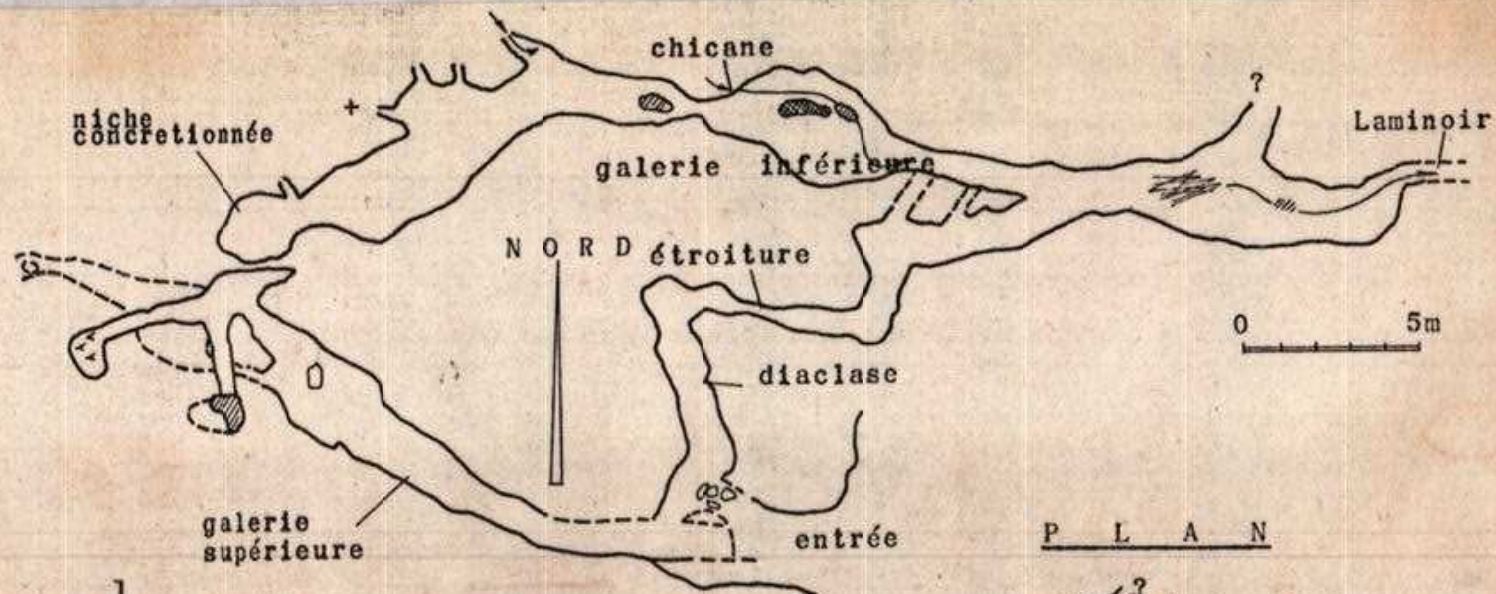 chicane
?
niche
concretionnée
+
Laminoir
galerie inférieure
N O R D
étroiture
0 5m
diaclase
galerie
supérieure
entrée
P L A N
?